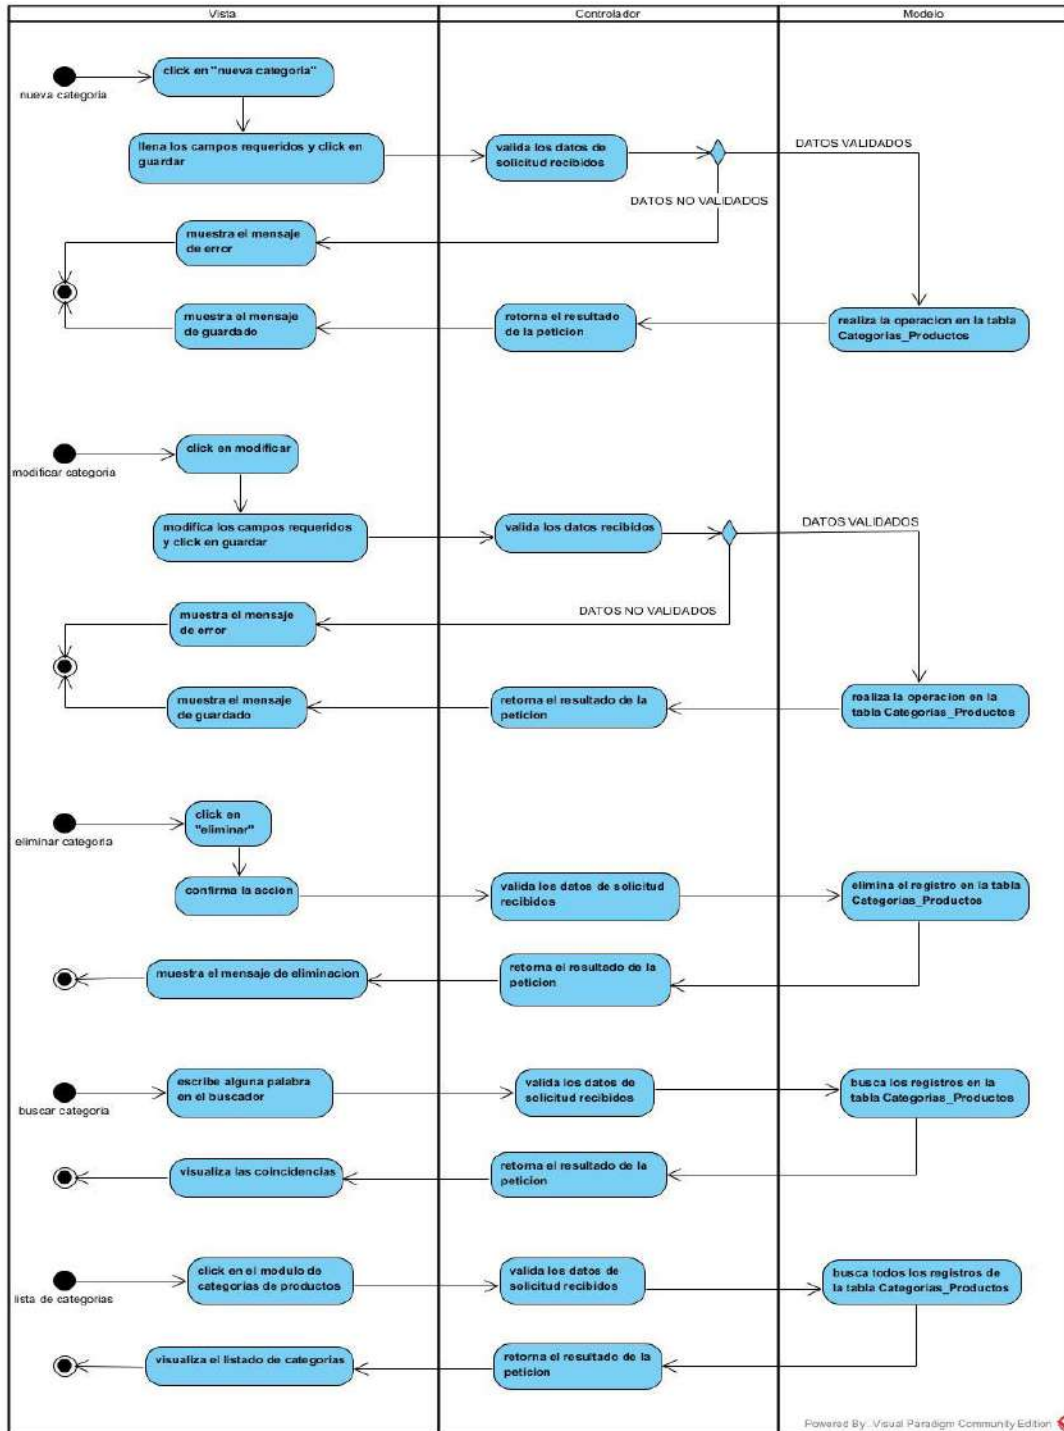 Vista
Controlador
Modelo
click en "nueva categoria"
nueva categoria
llena los campos requeridos y click en
guardar
valida los datos de
solicitud recibidos
DATOS VALIDADOS
DATOS NO VALIDADOS
muestra el mensaje
de error
muestra el mensaje
de guardado
retorna el resultado
de la peticion
realiza la operacion en la tabla
Categorias_Productos
click en modificar
modificar categoria
modifica los campos requeridos
y click en guardar
valida los datos recibidos
DATOS VALIDADOS
DATOS NO VALIDADOS
muestra el mensaje
de error
muestra el mensaje
de guardado
retorna el resultado de la
peticion
realiza la operacion en la
tabla Categorias_Productos
click en
"eliminar"
eliminar categoria
confirma la accion
valida los datos de solicitud
recibidos
elimina el registro en la tabla
Categorias_Productos
muestra el mensaje de eliminacion
retorna el resultado de la
peticion
escribe alguna palabra
en el buscador
buscar categoria
valida los datos de
solicitud recibidos
busca los registros en la
tabla Categorias_Productos
visualiza las coincidencias
retorna el resultado de la
peticion
click en el modulo de
categorias de productos
lista de categorias
valida los datos de
solicitud recibidos
busca todos los registros de
la tabla Categorias_Productos
visualiza el listado de categorias
retorna el resultado de la
peticion
Powered By Visual Paradigm Community Edition